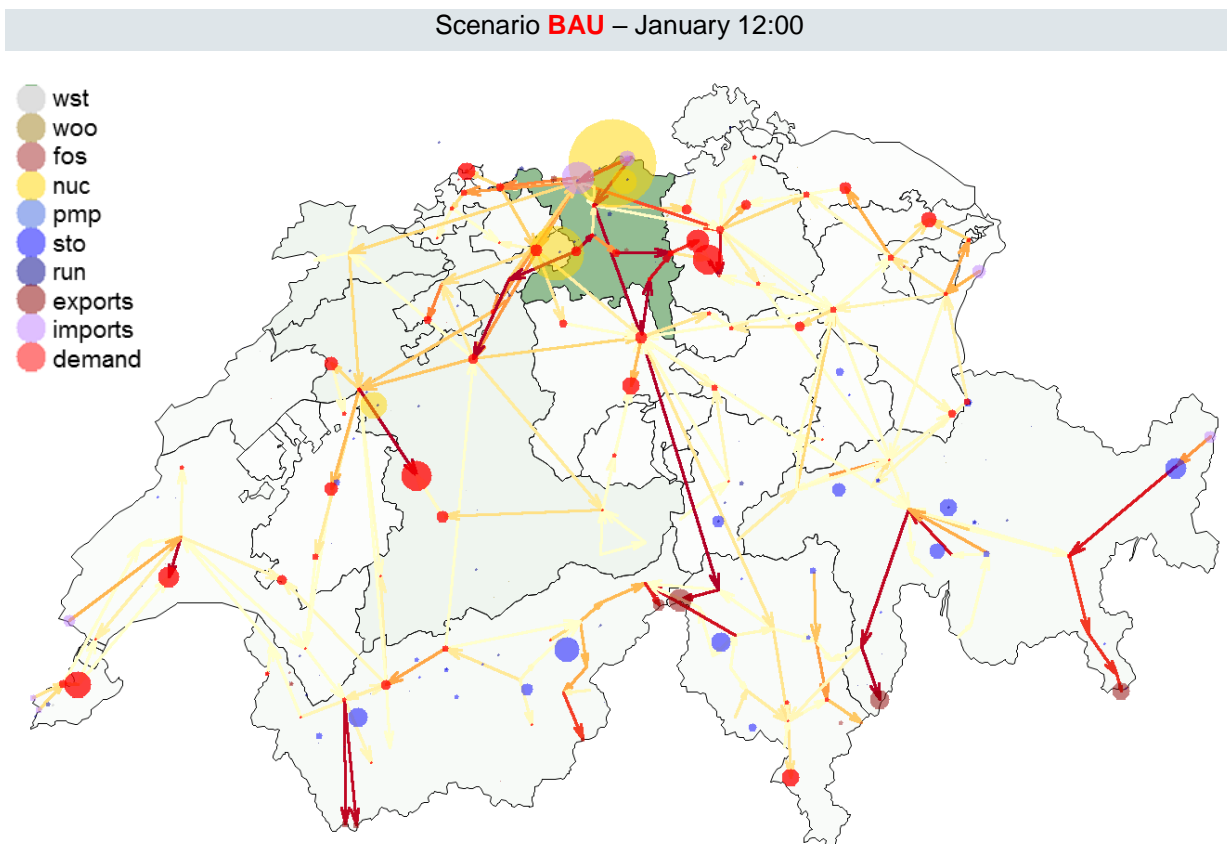 Scenario BAU – January 12:00
wst
woo
fos
nuc
pmp
sto
run
exports
imports
demand